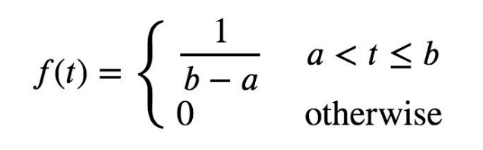 f(t) = { 1/(b − a)    a < t ≤ b
0    otherwise